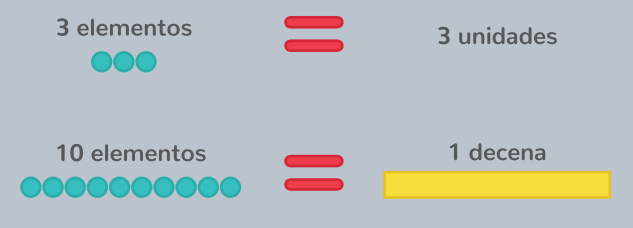 3 elementos
3 unidades
10 elementos
1 decena